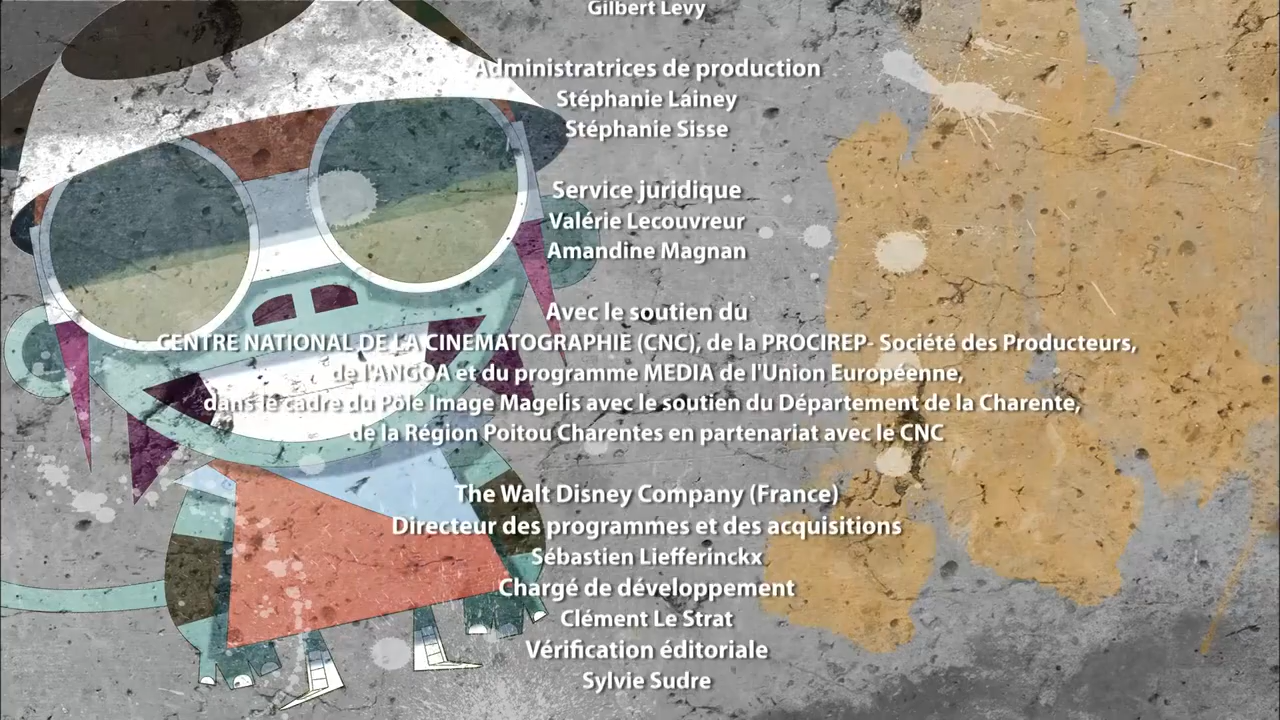 Gilbert Levy
Administratrices de production
Stéphanie Lainey
Stéphanie Sisse
Service juridique
Valérie Lecouvreur
Amandine Magnan
Avec le soutien du
CENTRE NATIONAL DE LA CINEMATOGRAPHIE (CNC), de la PROCIREP- Société des Producteurs,
de l'ANGOA et du programme MEDIA de l'Union Européenne,
dans le cadre du Pôle Image Magelis avec le soutien du Département de la Charente,
de la Région Poitou Charentes en partenariat avec le CNC
The Walt Disney Company (France)
Directeur des programmes et des acquisitions
Sébastien Liefferinckx
Chargé de développement
Clément Le Strat
Vérification éditoriale
Sylvie Sudre